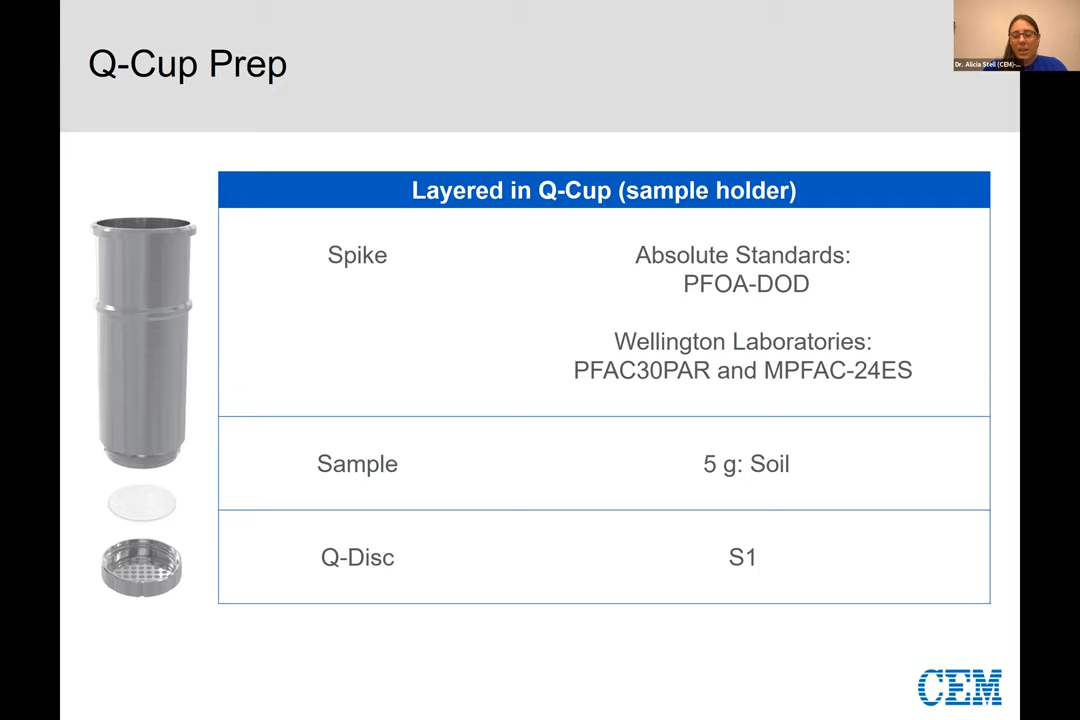 Q-Cup Prep
Dr. Alicia Stell (CEM)-...
Layered in Q-Cup (sample holder)
Spike
Absolute Standards:
PFOA-DOD
Wellington Laboratories:
PFAC30PAR and MPFAC-24ES
Sample
5 g: Soil
Q-Disc
S1
CEM